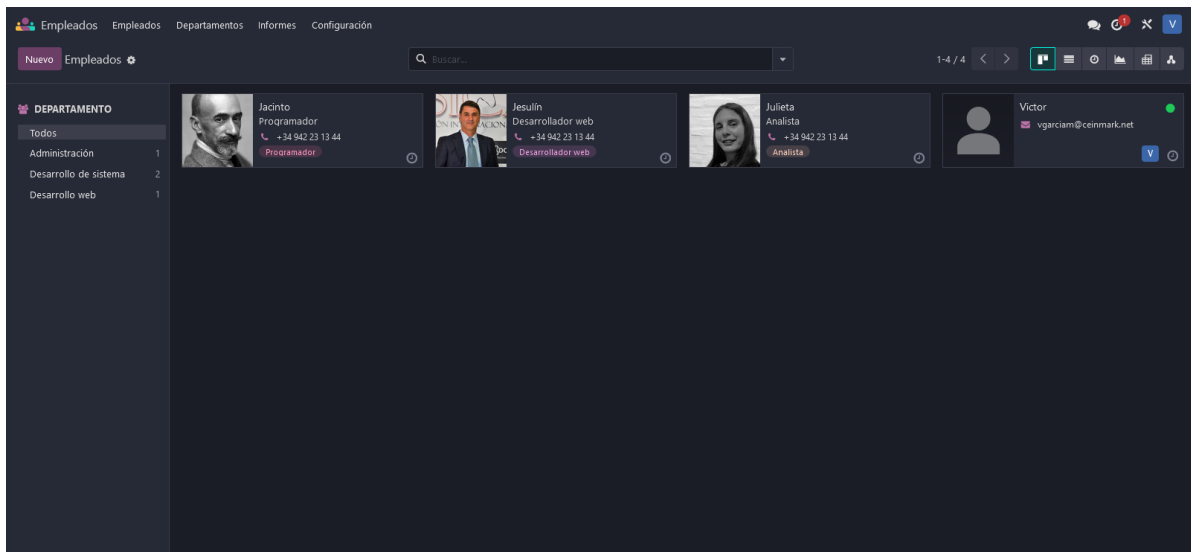 Empleados Empleados Departamentos Informes Configuración 1 V
Nuevo Empleados Buscar... 1-4 / 4
DEPARTAMENTO
Todos
Administración 1
Desarrollo de sistema 2
Desarrollo web 1
Jacinto
Programador
+34 942 23 13 44
Programador
Jesulín
Desarrollador web
+34 942 23 13 44
Desarrollador web
Julieta
Analista
+34 942 23 13 44
Analista
Victor
vgarciam@ceinmark.net
V